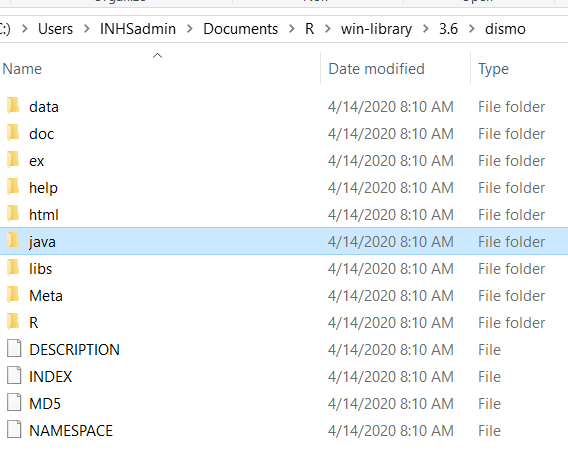 C:) > Users > INHSadmin > Documents > R > win-library > 3.6 > dismo
Name Date modified Type
data 4/14/2020 8:10 AM File folder
doc 4/14/2020 8:10 AM File folder
ex 4/14/2020 8:10 AM File folder
help 4/14/2020 8:10 AM File folder
html 4/14/2020 8:10 AM File folder
java 4/14/2020 8:10 AM File folder
libs 4/14/2020 8:10 AM File folder
Meta 4/14/2020 8:10 AM File folder
R 4/14/2020 8:10 AM File folder
DESCRIPTION 4/14/2020 8:10 AM File
INDEX 4/14/2020 8:10 AM File
MD5 4/14/2020 8:10 AM File
NAMESPACE 4/14/2020 8:10 AM File